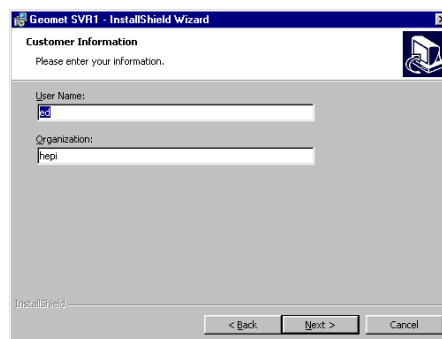 Geomet SVR1 - InstallShield Wizard
Customer Information
Please enter your information.
User Name:
ed
Organization:
hepi
InstallShield
< Back Next > Cancel